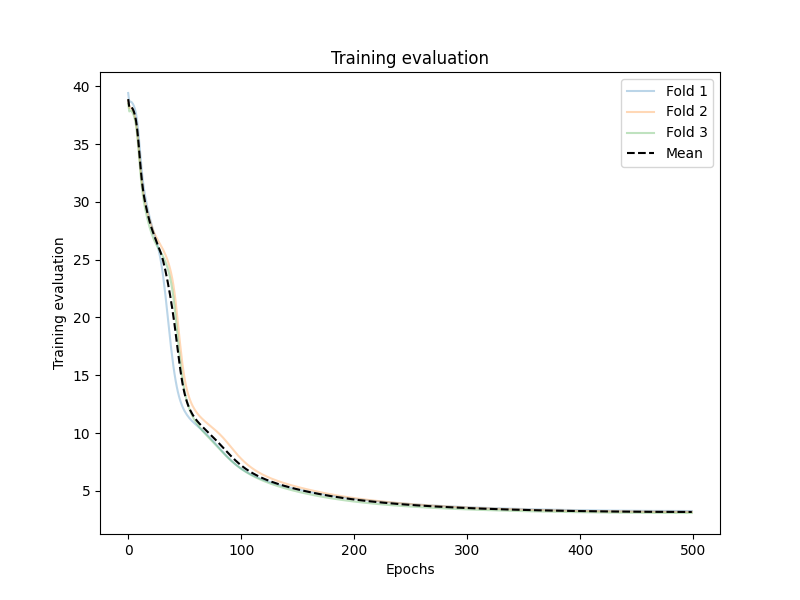 Training evaluation
Fold 1
Fold 2
Fold 3
Mean
Training evaluation
40
35
30
25
20
15
10
5
0 100 200 300 400 500
Epochs